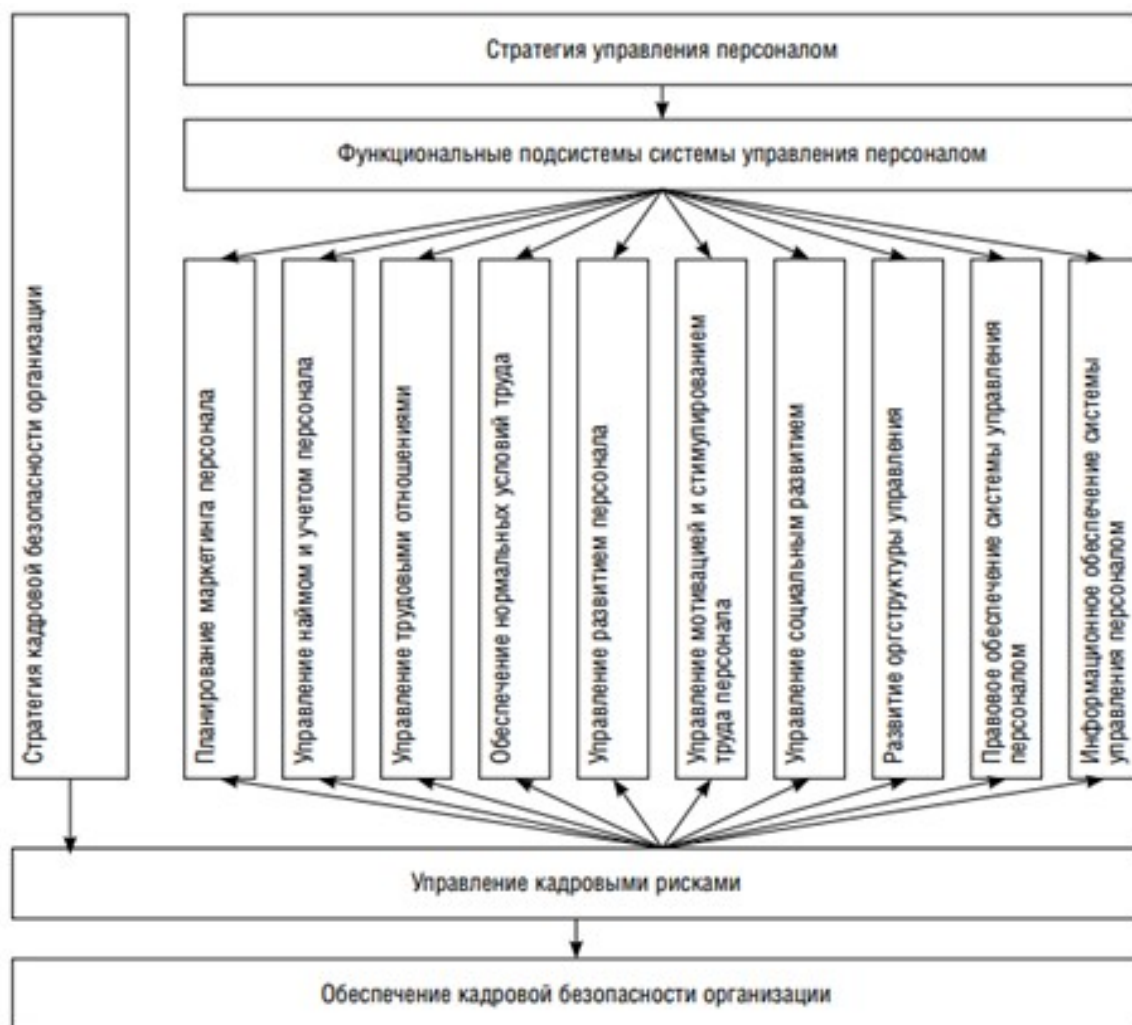 Стратегия управления персоналом
Функциональные подсистемы системы управления персоналом
Стратегия кадровой безопасности организации
Планирование маркетинга персонала
Управление наймом и учетом персонала
Управление трудовыми отношениями
Обеспечение нормальных условий труда
Управление развитием персонала
Управление мотивацией и стимулированием
труда персонала
Управление социальным развитием
Развитие оргструктуры управления
Правовое обеспечение системы управления
персоналом
Информационное обеспечение системы
управления персоналом
Управление кадровыми рисками
Обеспечение кадровой безопасности организации